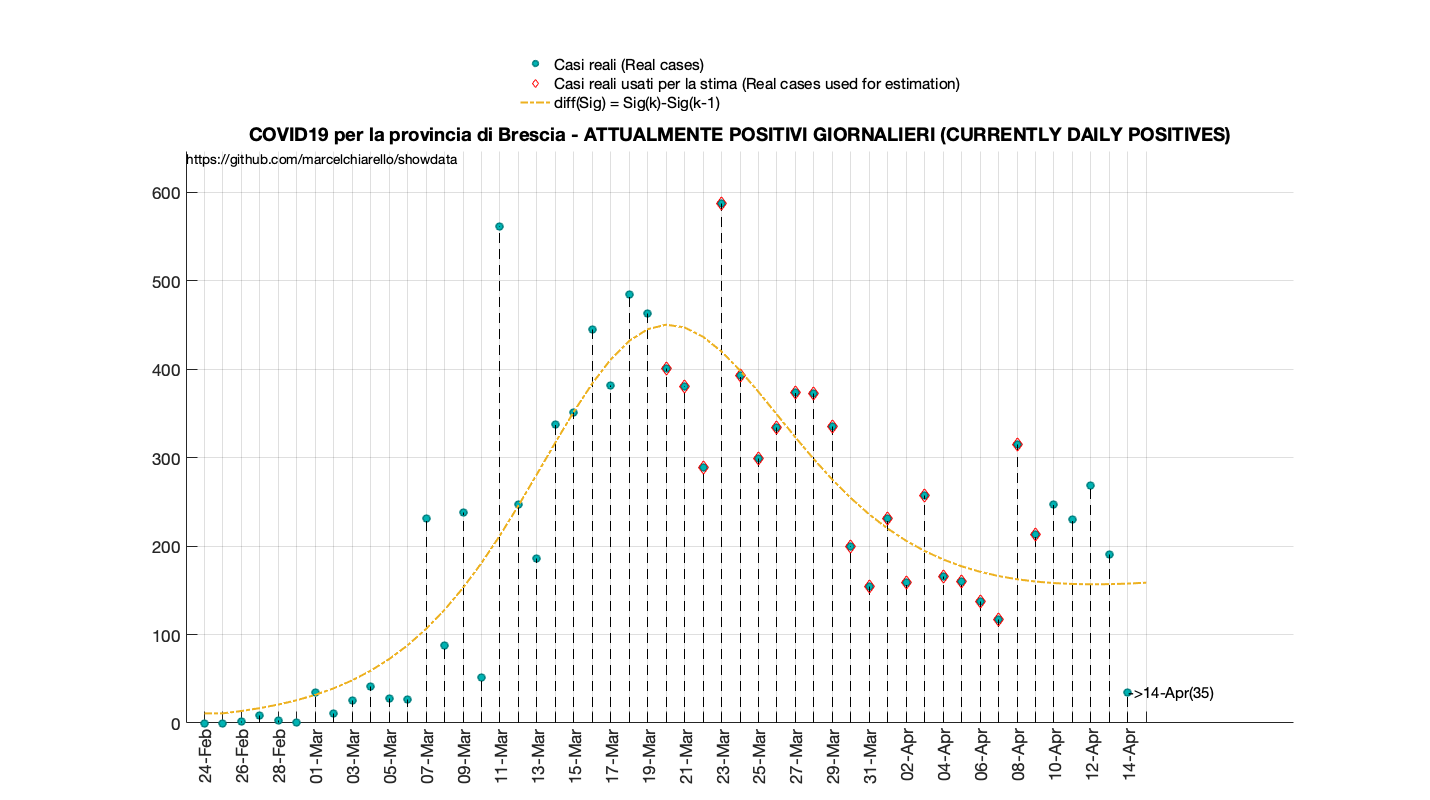 Casi reali (Real cases)
Casi reali usati per la stima (Real cases used for estimation)
diff(Sig) = Sig(k)-Sig(k-1)
COVID19 per la provincia di Brescia - ATTUALMENTE POSITIVI GIORNALIERI (CURRENTLY DAILY POSITIVES)
https://github.com/marcelchiarello/showdata
600
500
400
300
200
100
0
->14-Apr(35)
24-Feb
26-Feb
28-Feb
01-Mar
03-Mar
05-Mar
07-Mar
09-Mar
11-Mar
13-Mar
15-Mar
17-Mar
19-Mar
21-Mar
23-Mar
25-Mar
27-Mar
29-Mar
31-Mar
02-Apr
04-Apr
06-Apr
08-Apr
10-Apr
12-Apr
14-Apr